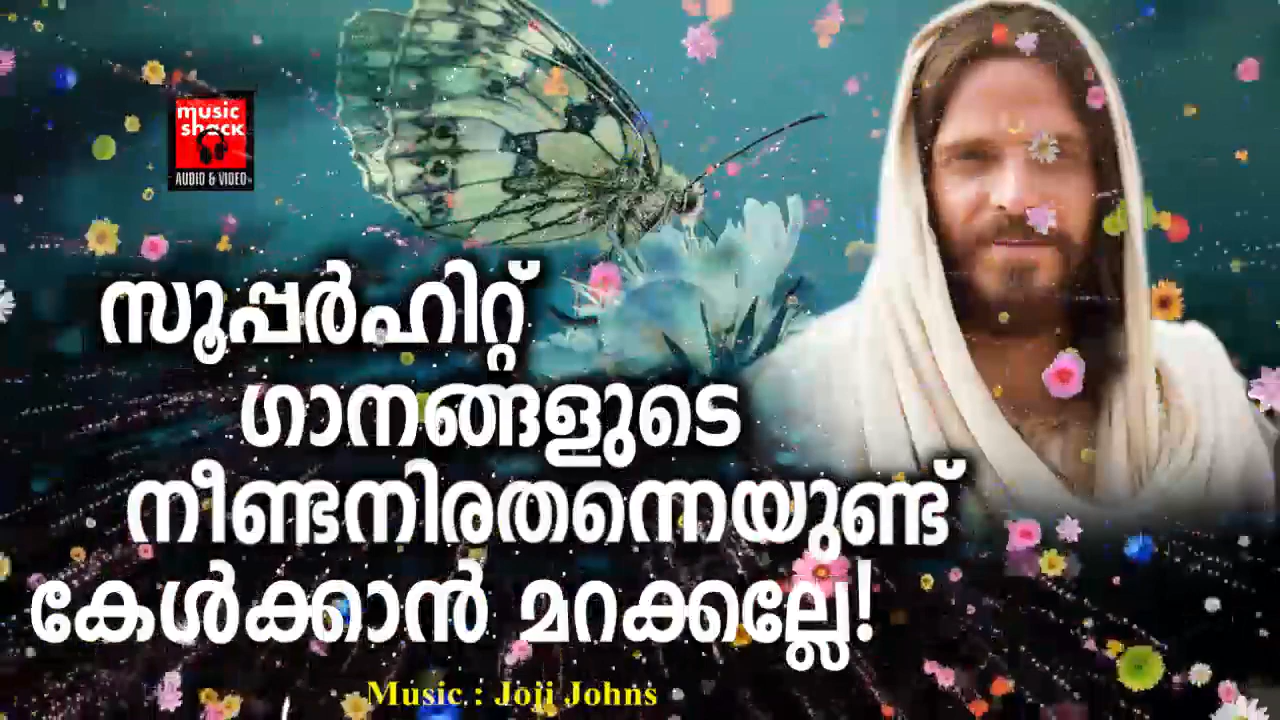 music
shack
AUDIO & VIDEO
സൂപ്പർഹിറ്റ്
ഗാനങ്ങളുടെ
നീണ്ടനിരതന്നെയുണ്ട്
കേൾക്കാൻ മറക്കല്ലേ!
Music : Joji Johns